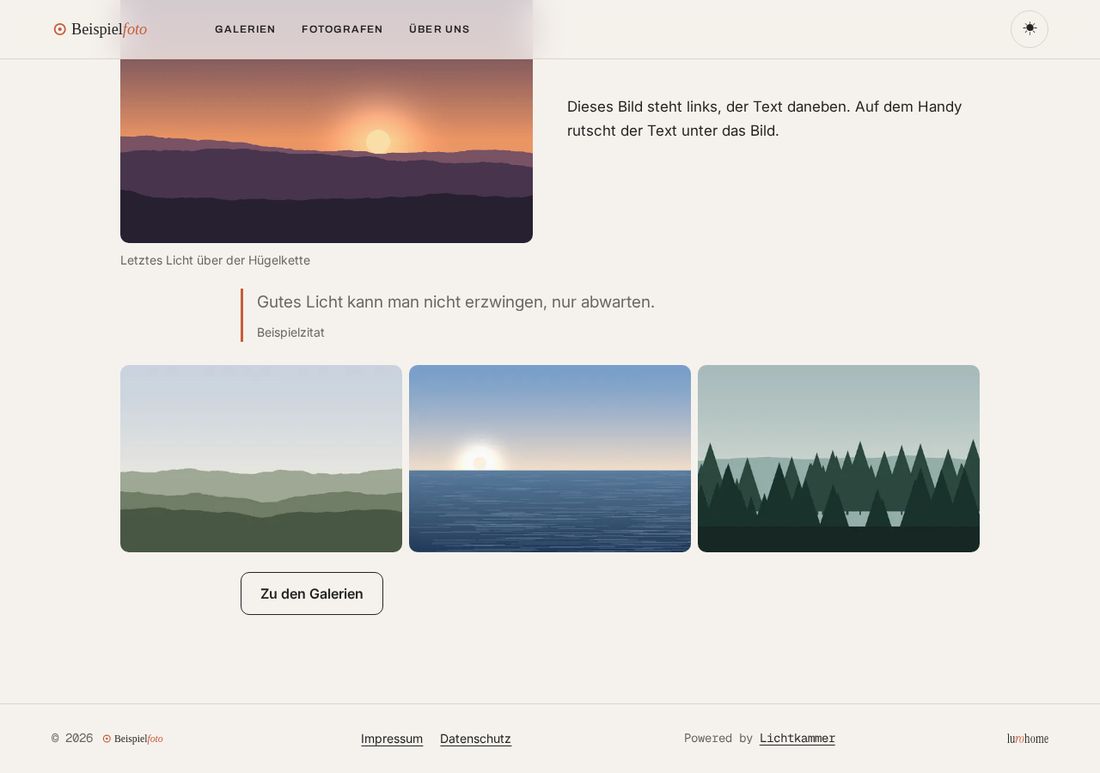 Beispielfoto
GALERIEN FOTOGRAFEN ÜBER UNS
Dieses Bild steht links, der Text daneben. Auf dem Handy
rutscht der Text unter das Bild.
Letztes Licht über der Hügelkette
Gutes Licht kann man nicht erzwingen, nur abwarten.
Beispielzitat
Zu den Galerien
© 2026 Beispielfoto
Impressum Datenschutz
Powered by Lichtkammer
lurohome